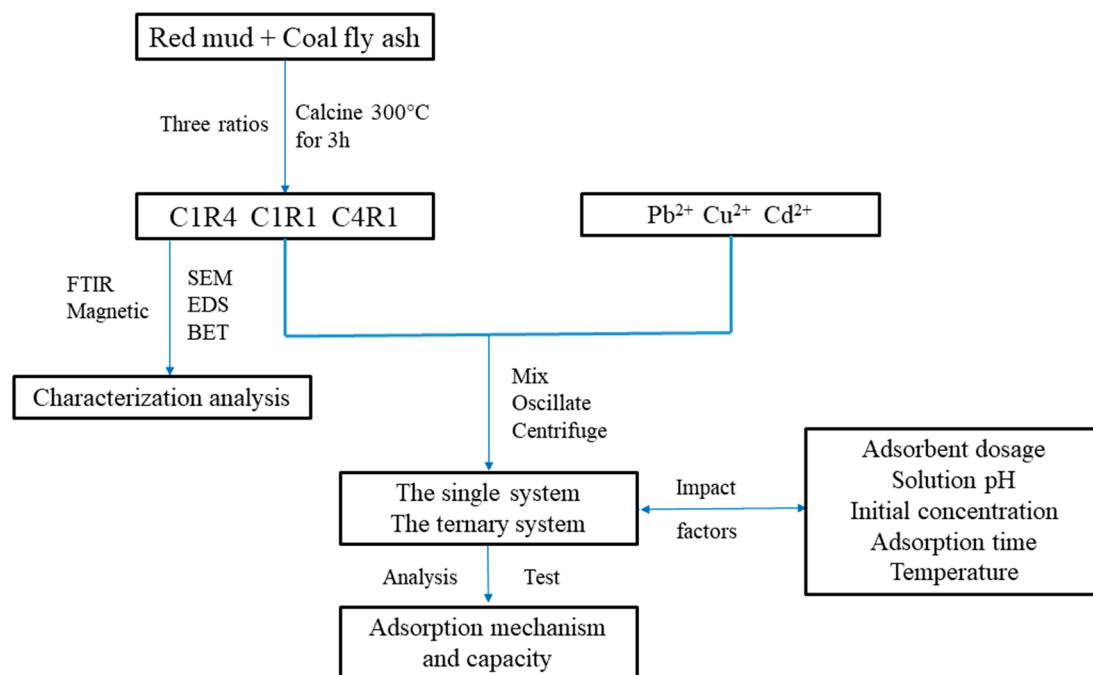 Red mud + Coal fly ash
Three ratios
Calcine 300°C
for 3h
C1R4 C1R1 C4R1
Pb²⁺ Cu²⁺ Cd²⁺
FTIR
Magnetic
SEM
EDS
BET
Characterization analysis
Mix
Oscillate
Centrifuge
The single system
The ternary system
Impact
factors
Adsorbent dosage
Solution pH
Initial concentration
Adsorption time
Temperature
Analysis
Test
Adsorption mechanism
and capacity